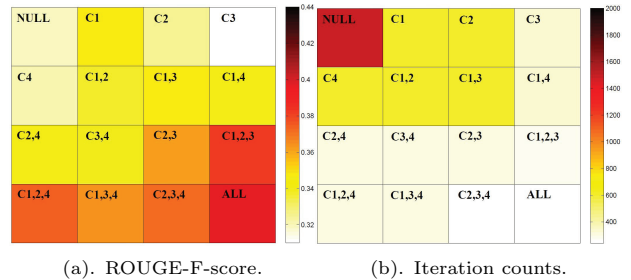 NULL C1 C2 C3
C4 C1,2 C1,3 C1,4
C2,4 C3,4 C2,3 C1,2,3
C1,2,4 C1,3,4 C2,3,4 ALL
0.44
0.42
0.4
0.38
0.36
0.34
0.32
(a). ROUGE-F-score.
NULL C1 C2 C3
C4 C1,2 C1,3 C1,4
C2,4 C3,4 C2,3 C1,2,3
C1,2,4 C1,3,4 C2,3,4 ALL
2000
1800
1600
1400
1200
1000
800
600
400
(b). Iteration counts.